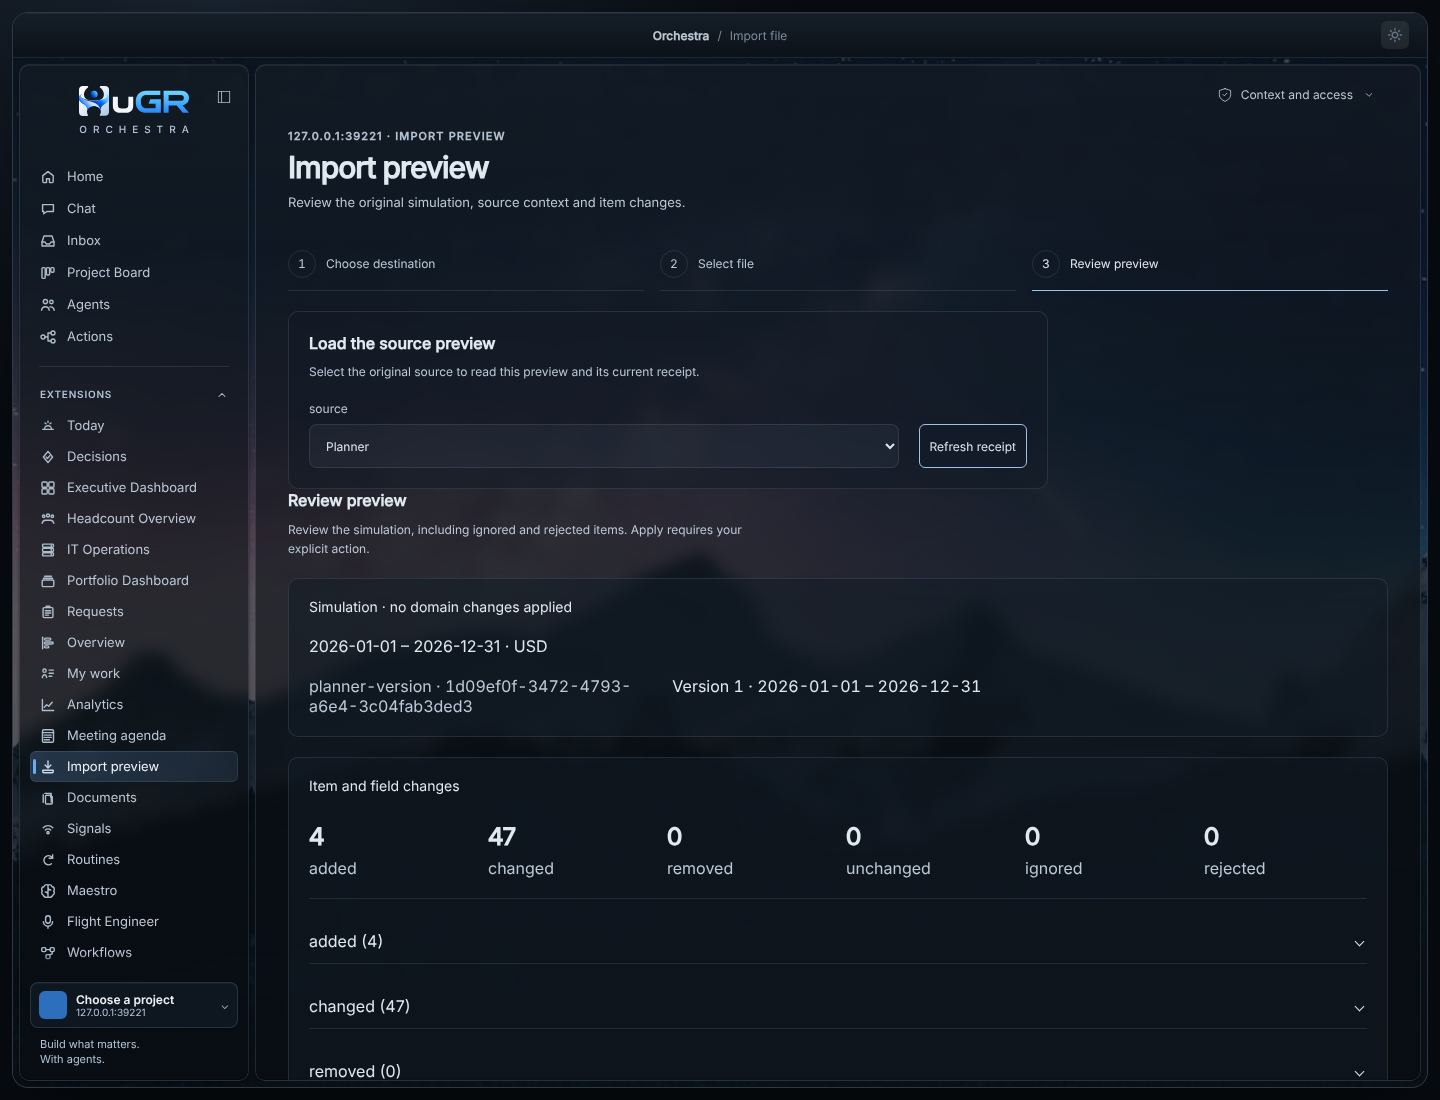 Orchestra / Import file
HuGR
ORCHESTRA
Home
Chat
Inbox
Project Board
Agents
Actions
EXTENSIONS
Today
Decisions
Executive Dashboard
Headcount Overview
IT Operations
Portfolio Dashboard
Requests
Overview
My work
Analytics
Meeting agenda
Import preview
Documents
Signals
Routines
Maestro
Flight Engineer
Workflows
Choose a project
127.0.0.1:39221
Build what matters.
With agents.
Context and access
127.0.0.1:39221 · IMPORT PREVIEW
Import preview
Review the original simulation, source context and item changes.
1 Choose destination
2 Select file
3 Review preview
Load the source preview
Select the original source to read this preview and its current receipt.
source
Planner
Refresh receipt
Review preview
Review the simulation, including ignored and rejected items. Apply requires your
explicit action.
Simulation · no domain changes applied
2026-01-01 – 2026-12-31 · USD
planner-version · 1d09ef0f-3472-4793-
a6e4-3c04fab3ded3
Version 1 · 2026-01-01 – 2026-12-31
Item and field changes
4 added
47 changed
0 removed
0 unchanged
0 ignored
0 rejected
added (4)
changed (47)
removed (0)